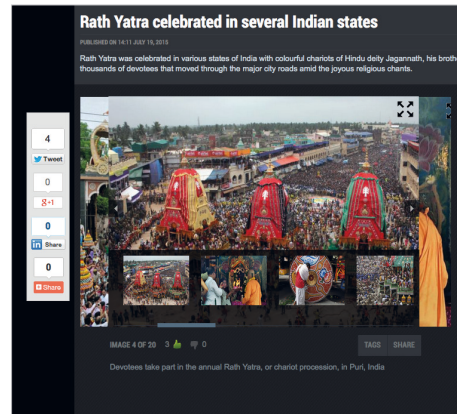 Rath Yatra celebrated in several Indian states
PUBLISHED ON 14:11 JULY 19, 2015
Rath Yatra was celebrated in various states of India with colourful chariots of Hindu deity Jagannath, his broth
thousands of devotees that moved through the major city roads amid the joyous religious chants.
4
Tweet
0
g+1
0
in Share
0
Share
IMAGE 4 OF 20 3 0
TAGS SHARE
Devotees take part in the annual Rath Yatra, or chariot procession, in Puri, India